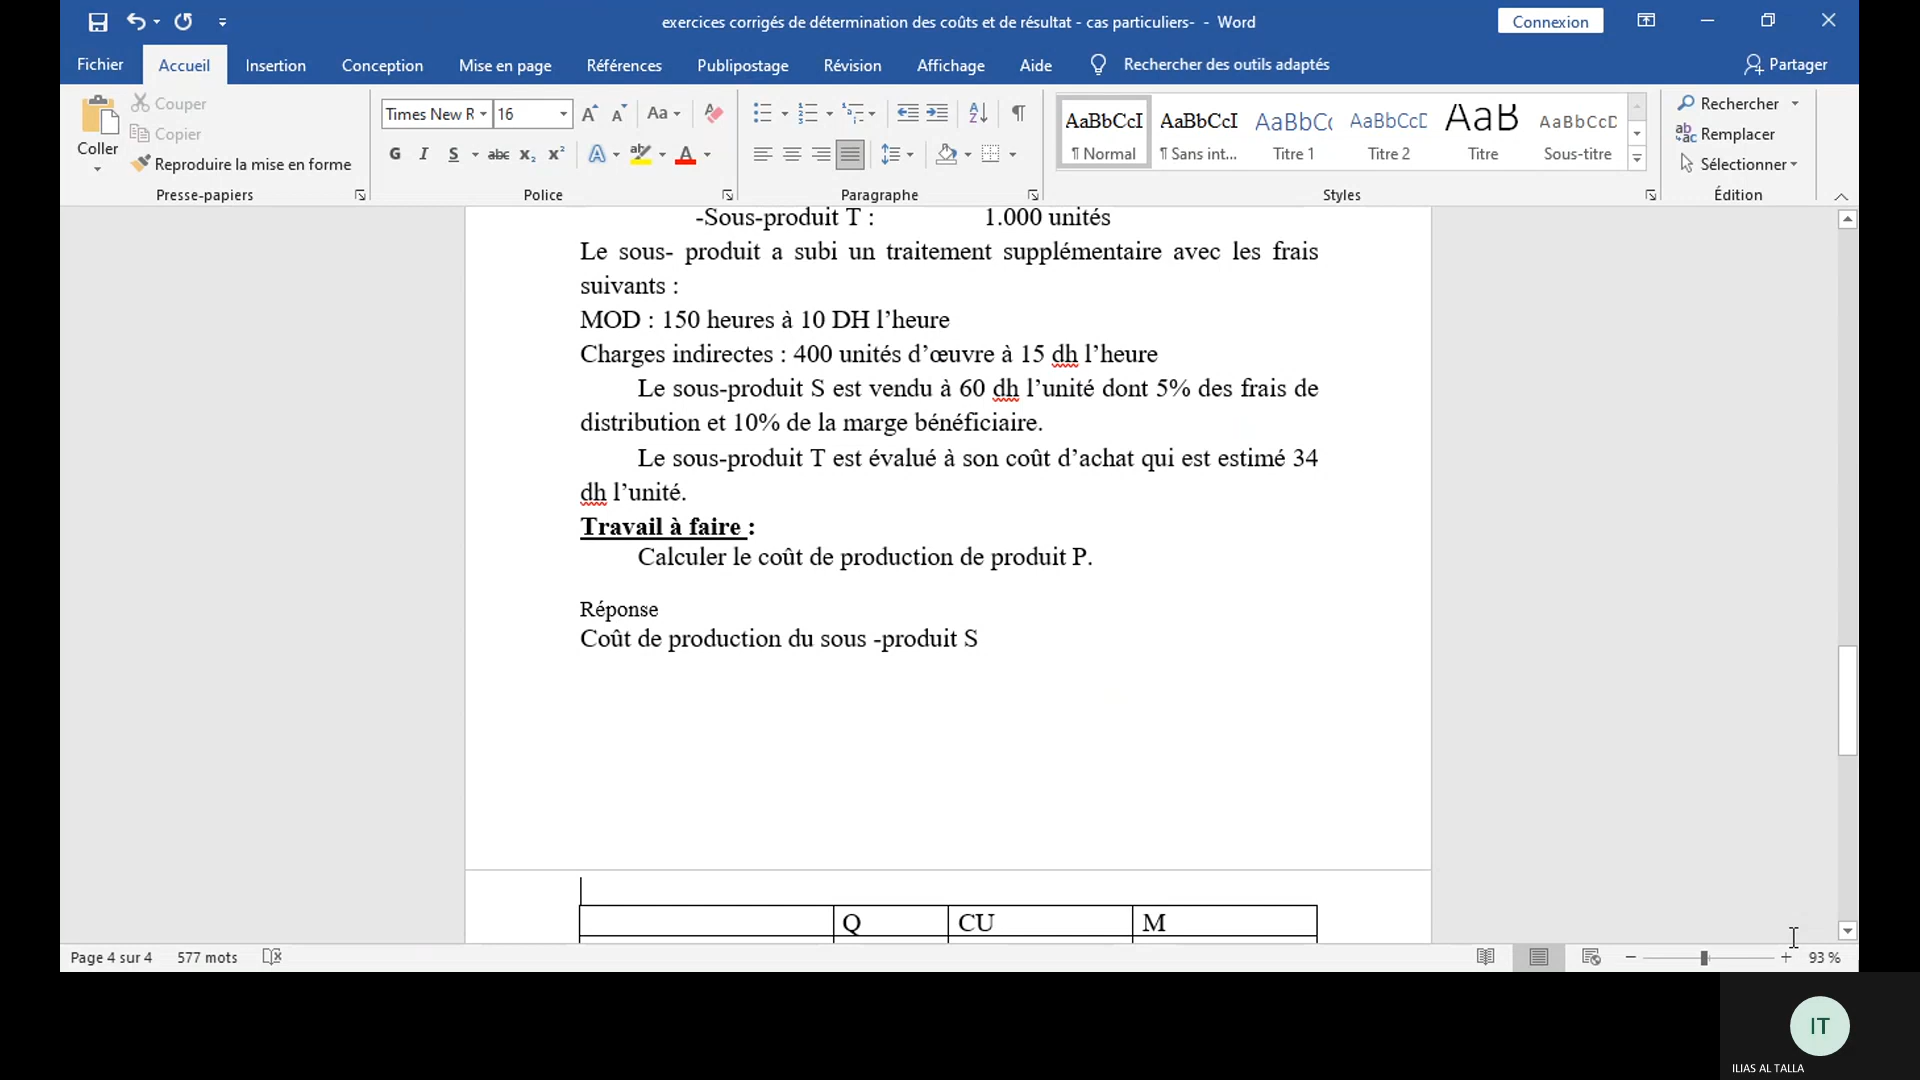 exercices corrigés de détermination des coûts et de résultat - cas particuliers- - Word
Connexion
Fichier
Accueil
Insertion
Conception
Mise en page
Références
Publipostage
Révision
Affichage
Aide
Rechercher des outils adaptés
Partager
Coller
Couper
Copier
Reproduire la mise en forme
Presse-papiers
Times New R
16
Aa
G I S abc x₂ x²
A
Police
Paragraphe
AaBbCcI
¶ Normal
AaBbCcI
¶ Sans int...
AaBbCc
Titre 1
AaBbCcD
Titre 2
AaB
Titre
AaBbCcD
Sous-titre
Styles
Rechercher
Remplacer
Sélectionner
Édition
-Sous-produit T : 1.000 unités
Le sous- produit a subi un traitement supplémentaire avec les frais
suivants :
MOD : 150 heures à 10 DH l’heure
Charges indirectes : 400 unités d’œuvre à 15 dh l’heure
Le sous-produit S est vendu à 60 dh l’unité dont 5% des frais de
distribution et 10% de la marge bénéficiaire.
Le sous-produit T est évalué à son coût d’achat qui est estimé 34
dh l’unité.
Travail à faire :
Calculer le coût de production de produit P.
Réponse
Coût de production du sous -produit S
Q CU M
Page 4 sur 4
577 mots
93 %
IT
ILIAS AL TALLA